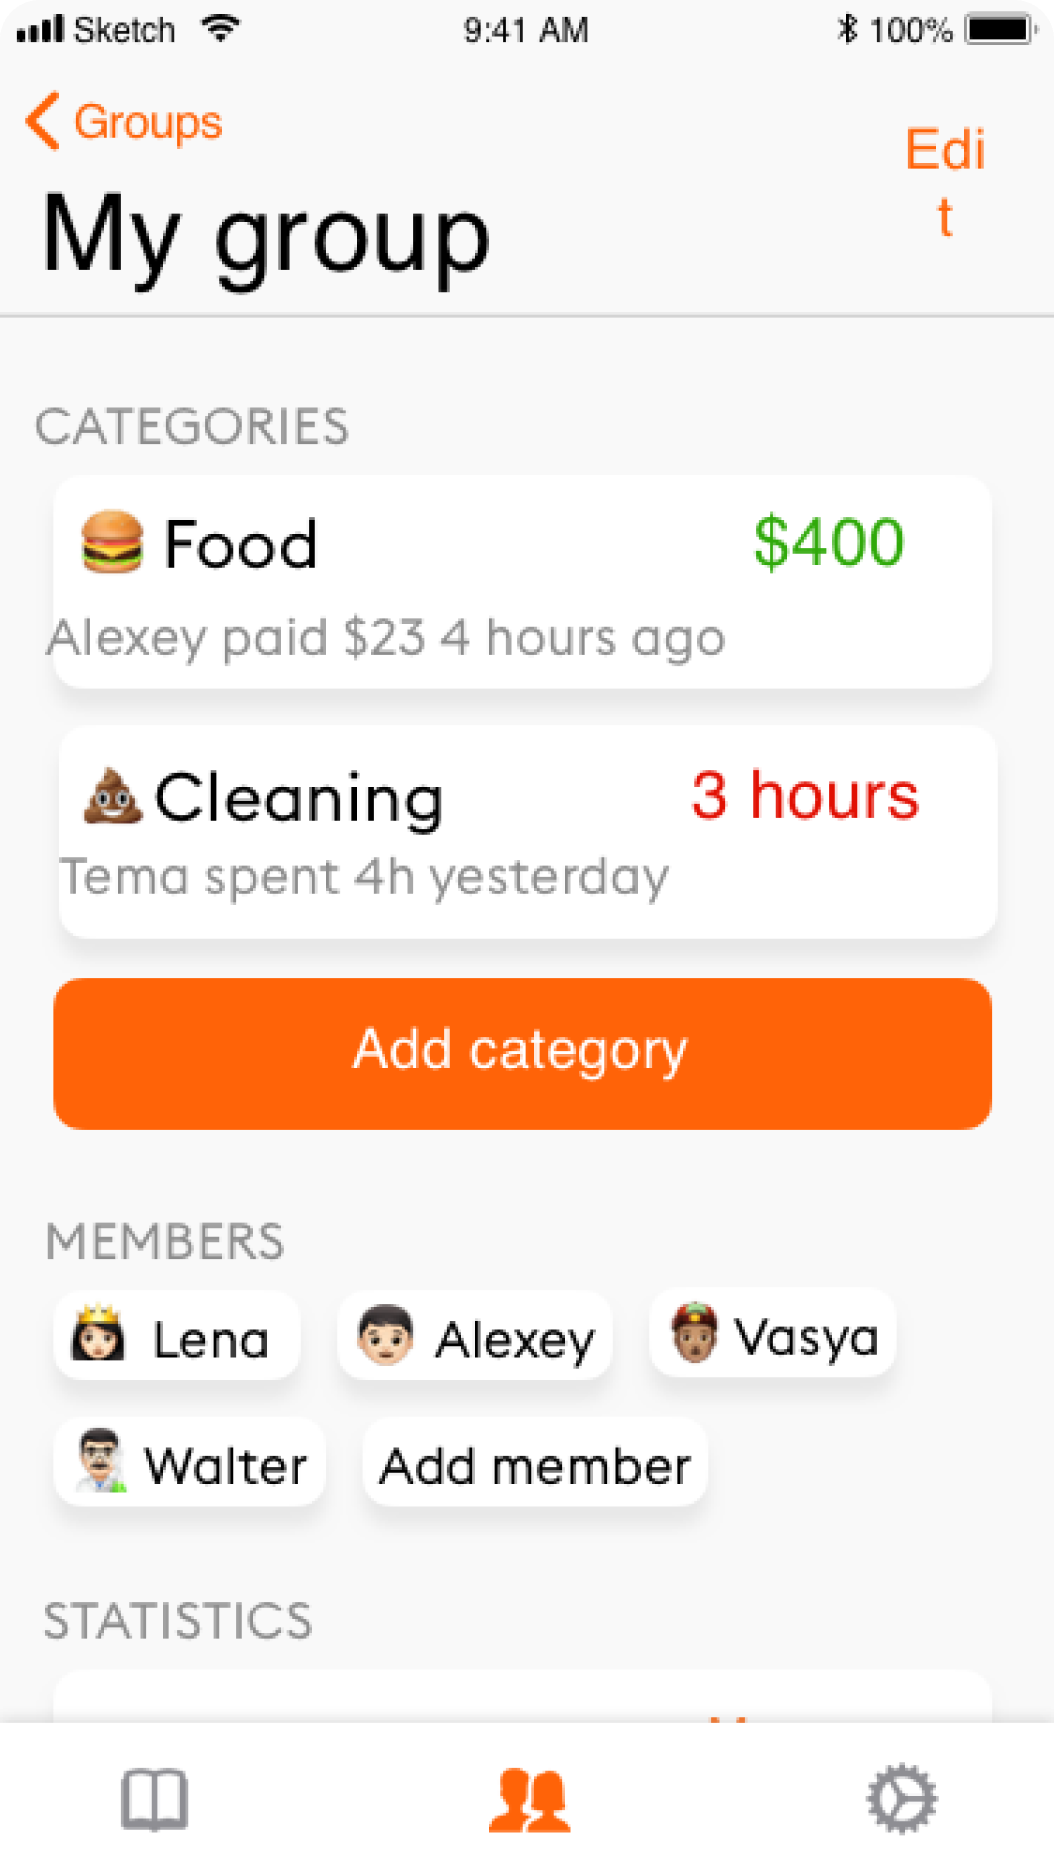 Sketch 9:41 AM 100%
Groups
Edi
t
My group
CATEGORIES
Food $400
Alexey paid $23 4 hours ago
Cleaning 3 hours
Tema spent 4h yesterday
Add category
MEMBERS
Lena Alexey Vasya
Walter Add member
STATISTICS